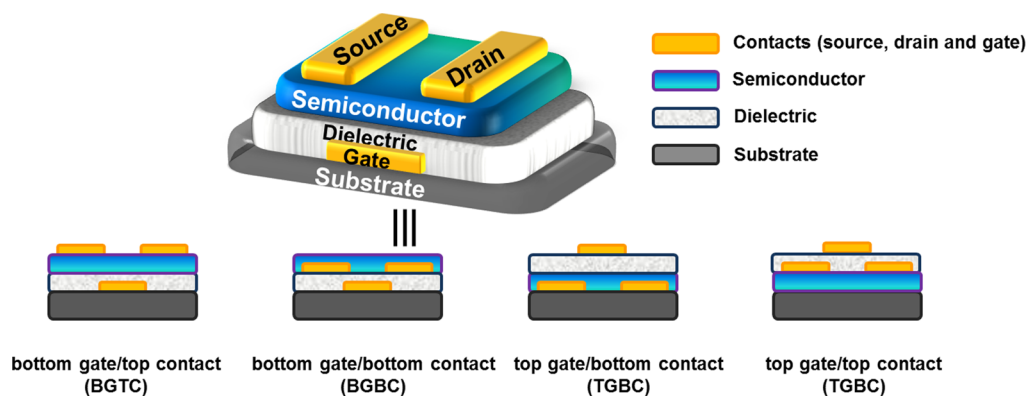 Source
Drain
Semiconductor
Dielectric
Gate
Substrate
Contacts (source, drain and gate)
Semiconductor
Dielectric
Substrate
bottom gate/top contact
(BGTC)
bottom gate/bottom contact
(BGBC)
top gate/bottom contact
(TGBC)
top gate/top contact
(TGBC)